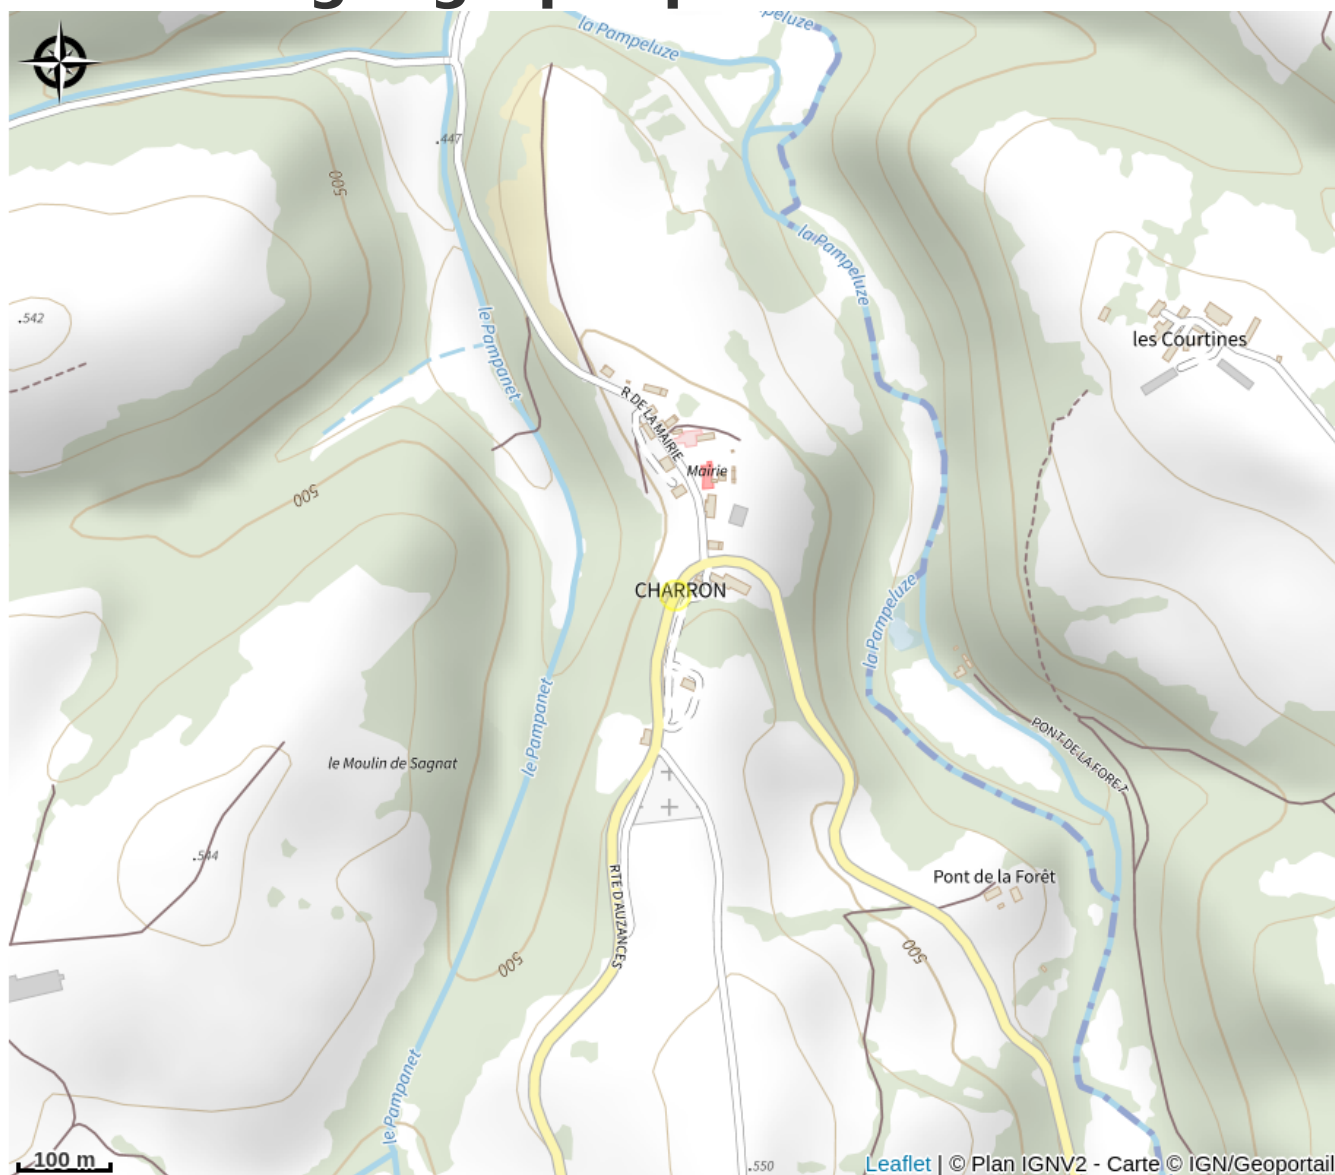 la Pampeluze
.447
500
la Pampeluze
.542
le Pampanet
les Courtines
R DE LA MAIRIE
Mairie
500
CHARRON
la Pampeluze
le Pampanet
PONT DE LA FORET
le Moulin de Sagnat
.544
Pont de la Forêt
RTE D'AUZANCES
500
500
le Pampanet
100 m
.550
Leaflet | © Plan IGNV2 - Carte © IGN/Geoportail